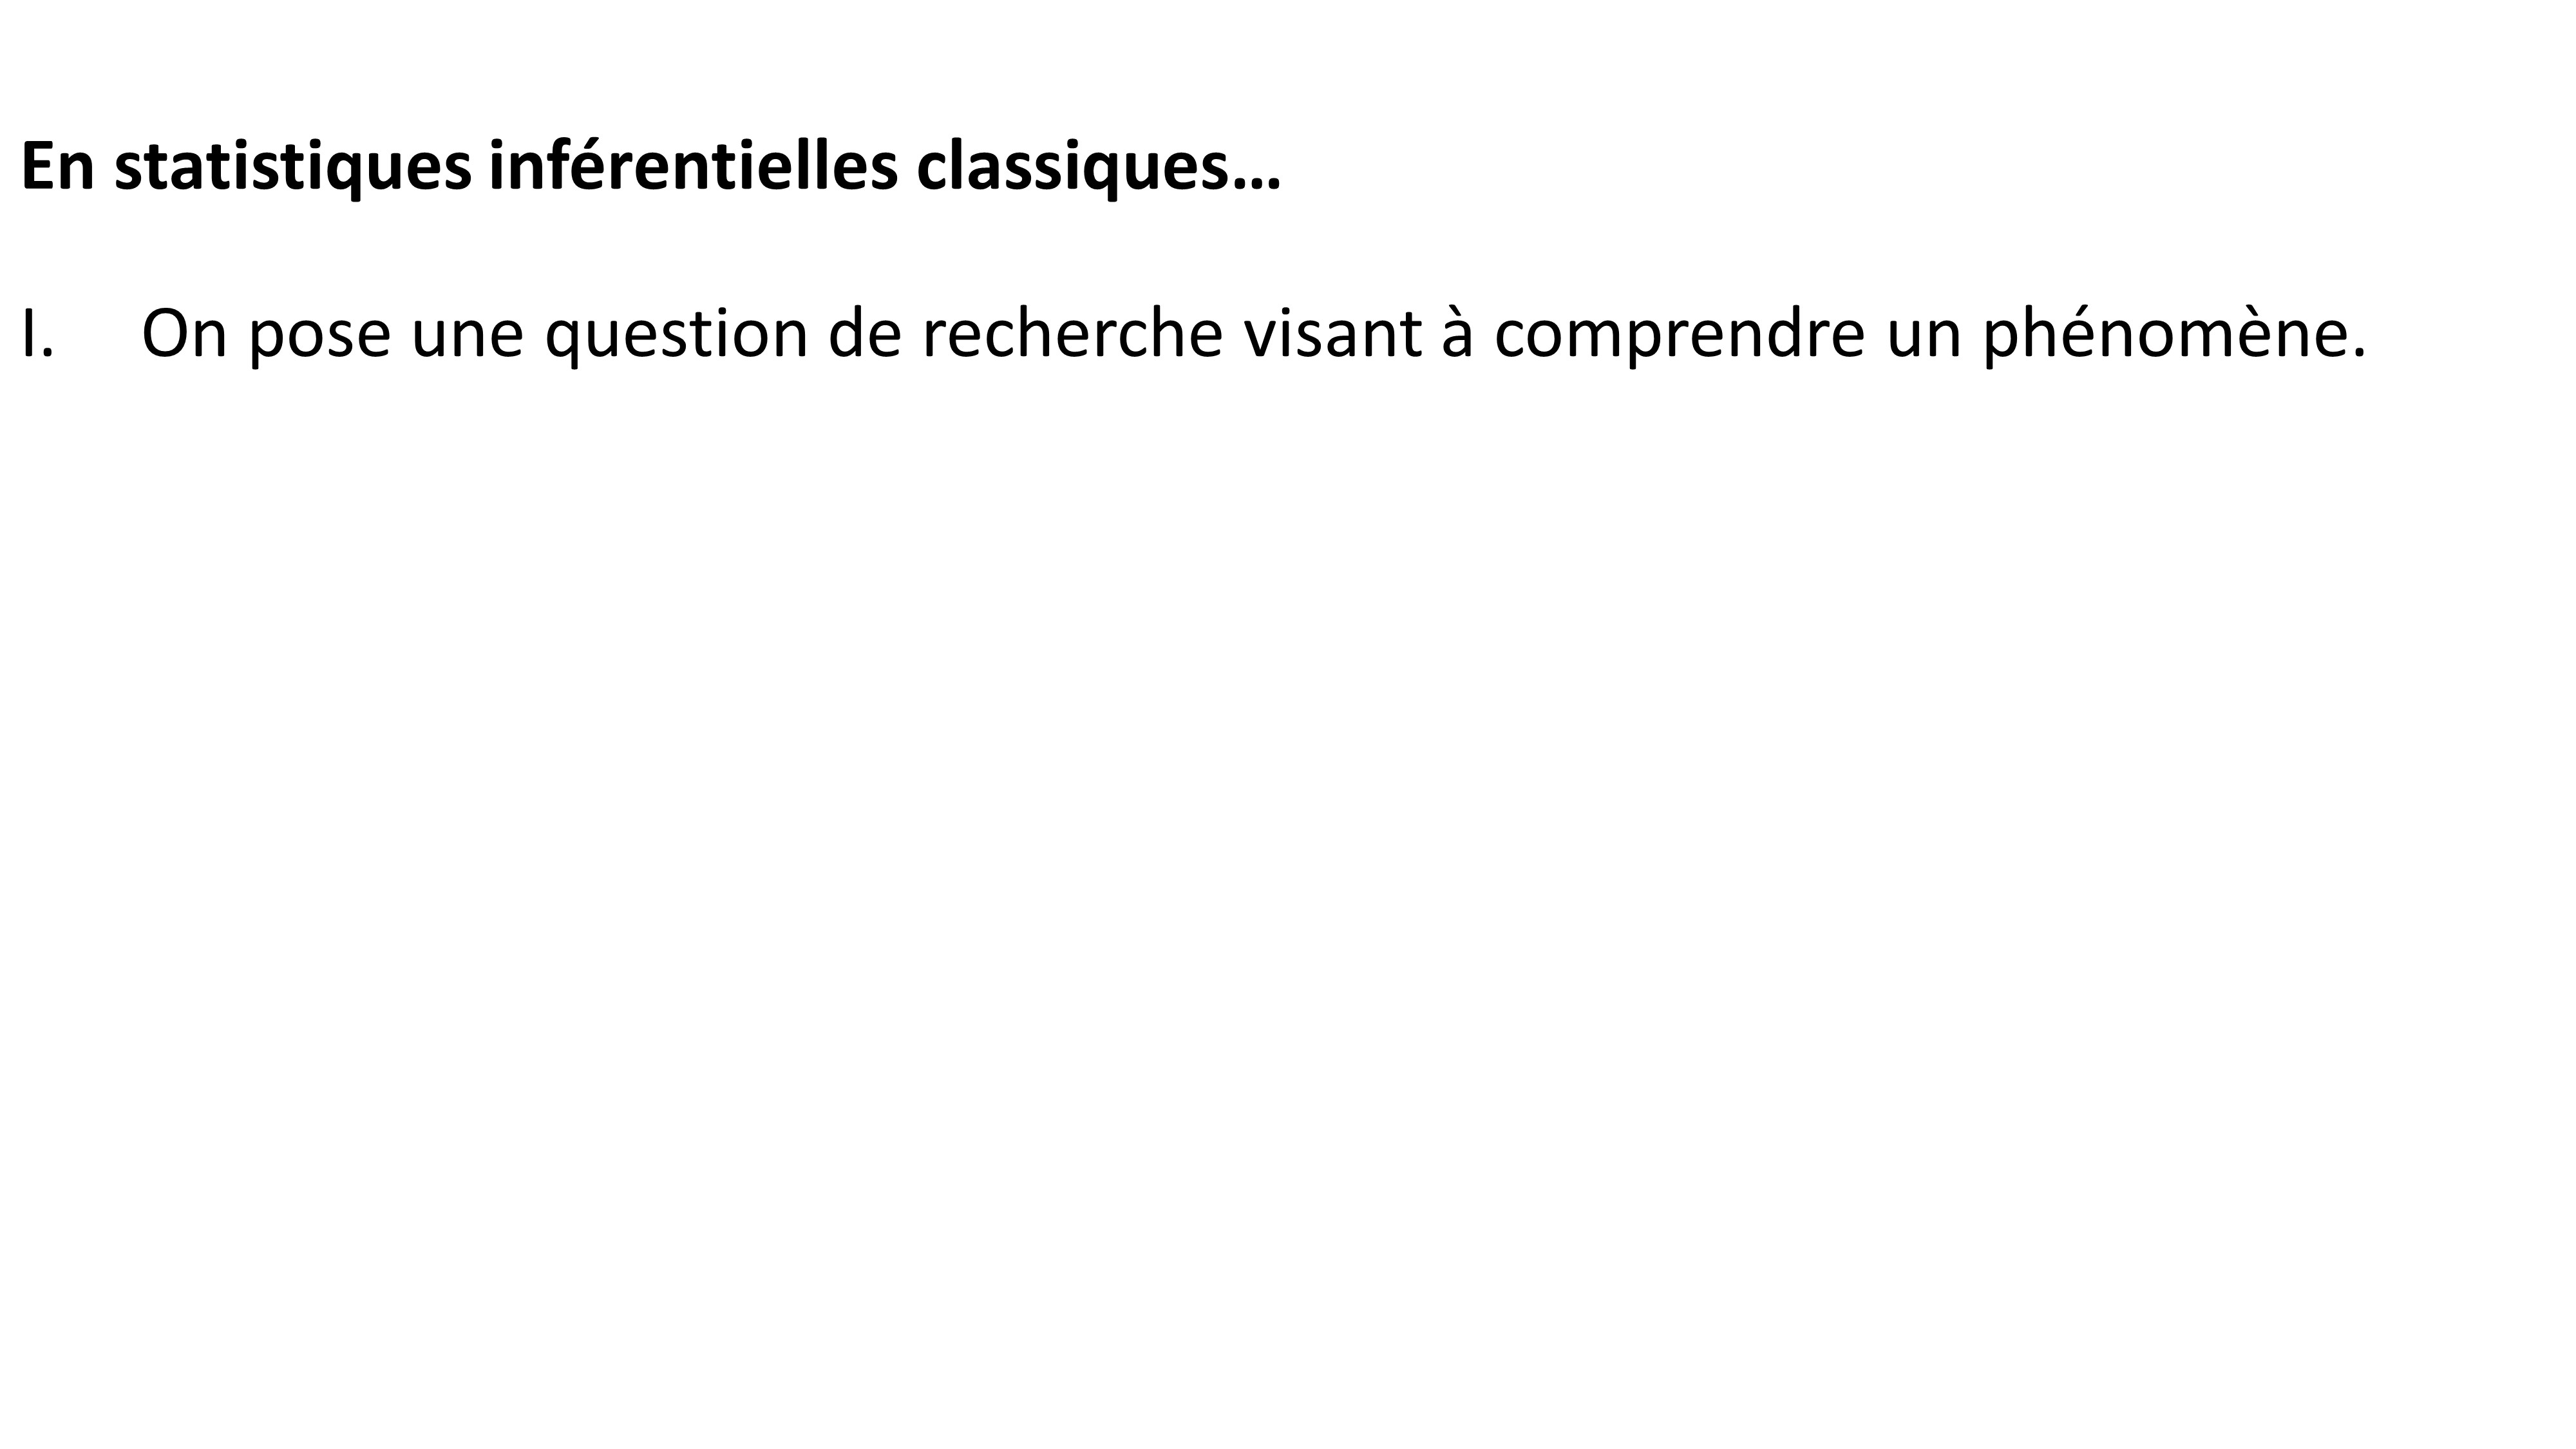 En statistiques inférentielles classiques…
I. On pose une question de recherche visant à comprendre un phénomène.